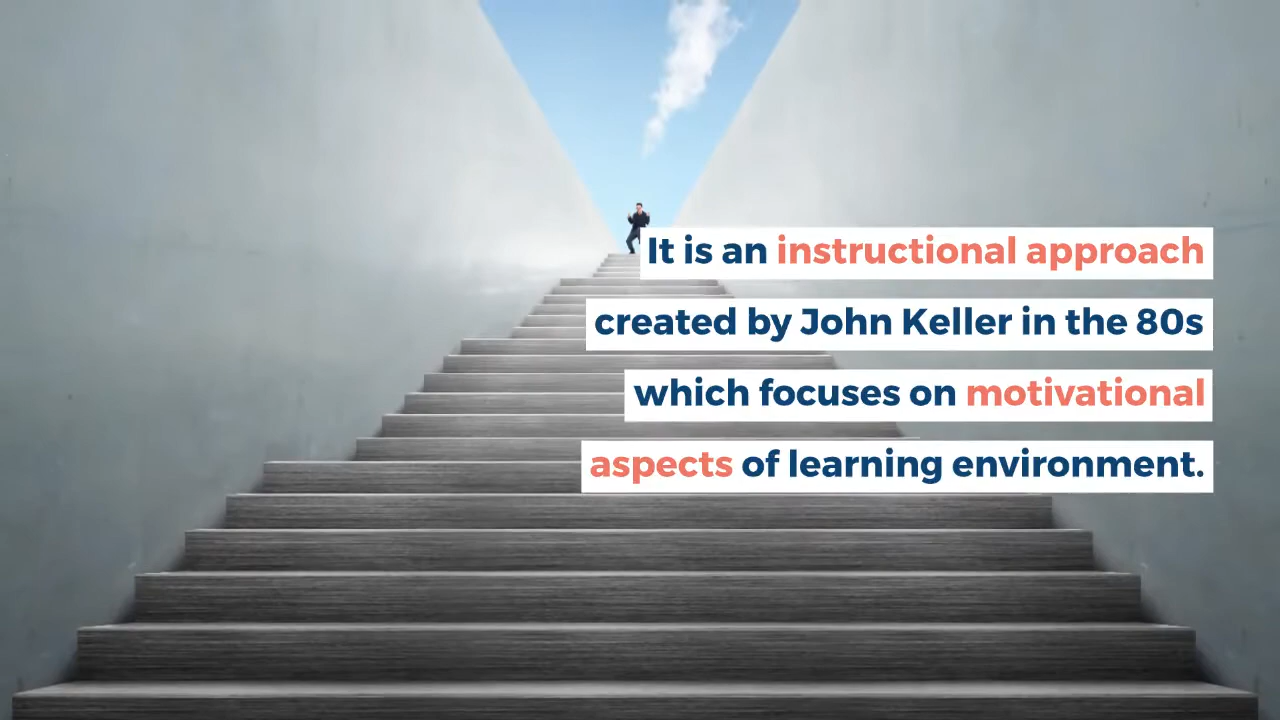 It is an instructional approach
created by John Keller in the 80s
which focuses on motivational
aspects of learning environment.